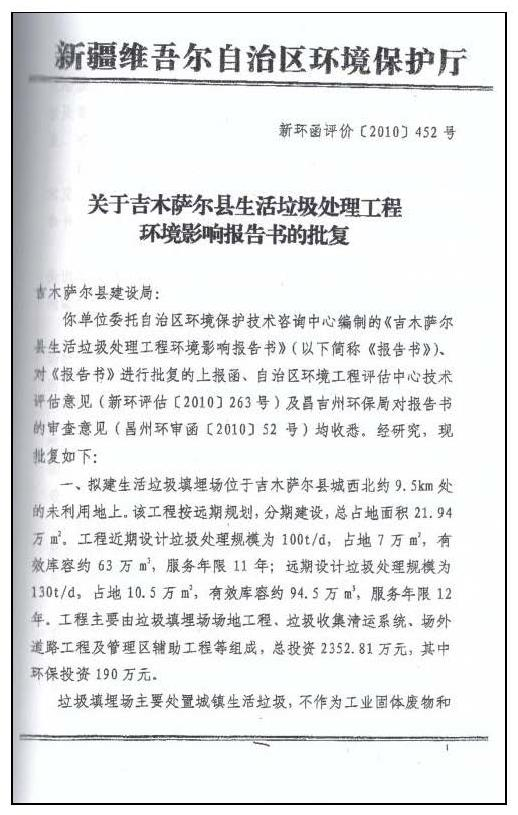 新疆维吾尔自治区环境保护厅
新环函评价〔2010〕452 号
关于吉木萨尔县生活垃圾处理工程
环境影响报告书的批复
吉木萨尔县建设局：
你单位委托自治区环境保护技术咨询中心编制的《吉木萨尔
县生活垃圾处理工程环境影响报告书》（以下简称《报告书》）、
对《报告书》进行批复的上报函、自治区环境工程评估中心技术
评估意见（新环评估〔2010〕263 号）及昌吉州环保局对报告书
的审查意见（昌州环审函〔2010〕52 号）均收悉。经研究，现
批复如下：
一、拟建生活垃圾填埋场位于吉木萨尔县城西北约 9.5km 处
的未利用地上。该工程按远期规划，分期建设，总占地面积 21.94
万 m²。工程近期设计垃圾处理规模为 100t/d，占地 7 万 m²，有
效库容约 63 万 m³，服务年限 11 年；远期设计垃圾处理规模为
130t/d，占地 10.5 万 m²，有效库容约 94.5 万 m³，服务年限 12
年。工程主要由垃圾填埋场场地工程、垃圾收集清运系统、场外
道路工程及管理区辅助工程等组成，总投资 2352.81 万元，其中
环保投资 190 万元。
垃圾填埋场主要处置城镇生活垃圾，不作为工业固体废物和
1